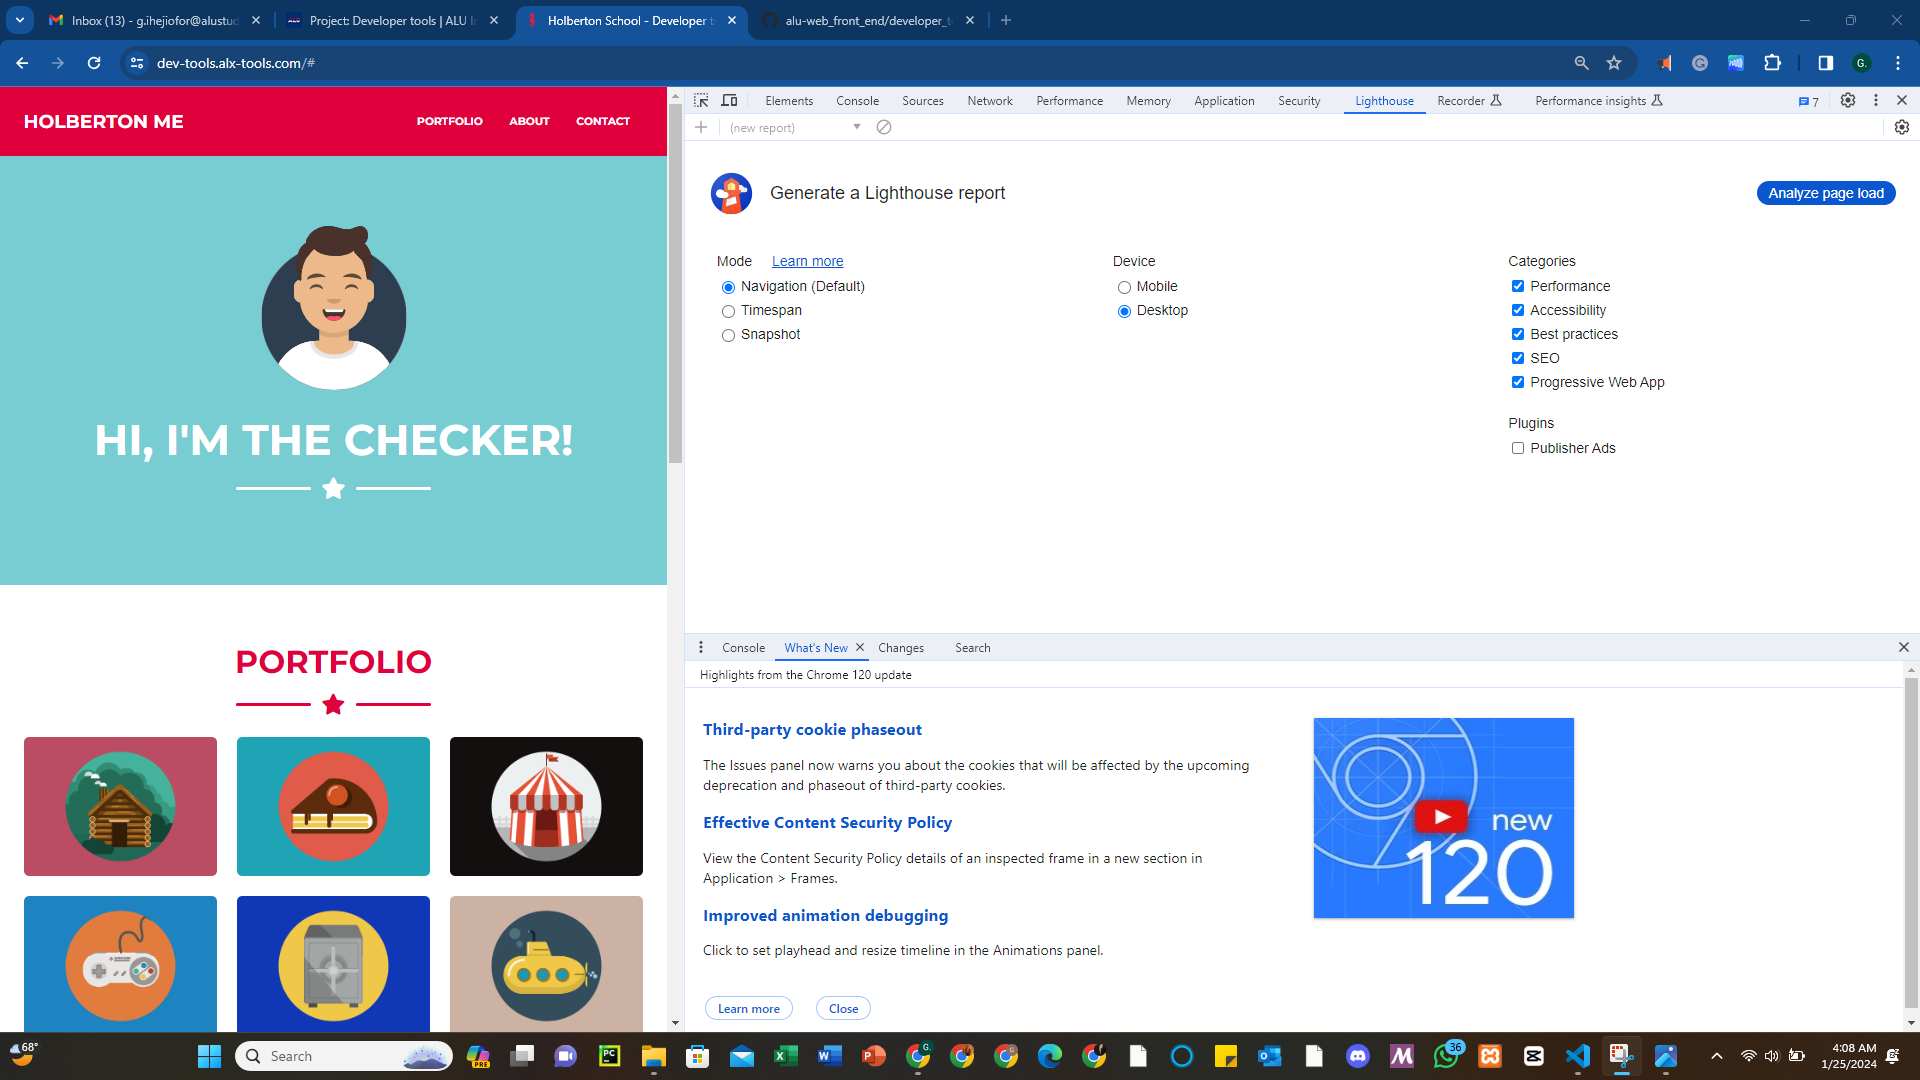 Inbox (13) - g.ihejiofor@alustud
Project: Developer tools | ALU In
Holberton School - Developer t
alu-web_front_end/developer_t
dev-tools.alx-tools.com/#
G.
HOLBERTON ME
PORTFOLIO
ABOUT
CONTACT
HI, I'M THE CHECKER!
PORTFOLIO
Elements
Console
Sources
Network
Performance
Memory
Application
Security
Lighthouse
Recorder
Performance insights
7
(new report)
Generate a Lighthouse report
Analyze page load
Mode
Learn more
Navigation (Default)
Timespan
Snapshot
Device
Mobile
Desktop
Categories
Performance
Accessibility
Best practices
SEO
Progressive Web App
Plugins
Publisher Ads
Console
What's New
Changes
Search
Highlights from the Chrome 120 update
Third-party cookie phaseout
The Issues panel now warns you about the cookies that will be affected by the upcoming
deprecation and phaseout of third-party cookies.
Effective Content Security Policy
View the Content Security Policy details of an inspected frame in a new section in
Application > Frames.
Improved animation debugging
Click to set playhead and resize timeline in the Animations panel.
new
120
Learn more
Close
68°
Search
PRE
PC
36
4:08 AM
1/25/2024